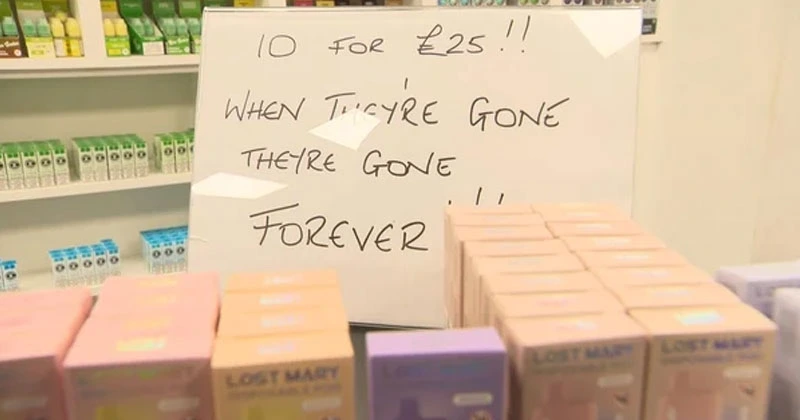 10 FOR £25!!
WHEN THEY'RE GONE
THEYRE GONE
FOREVER !!!
LOST MARY
LOST MARY
LOST MARY